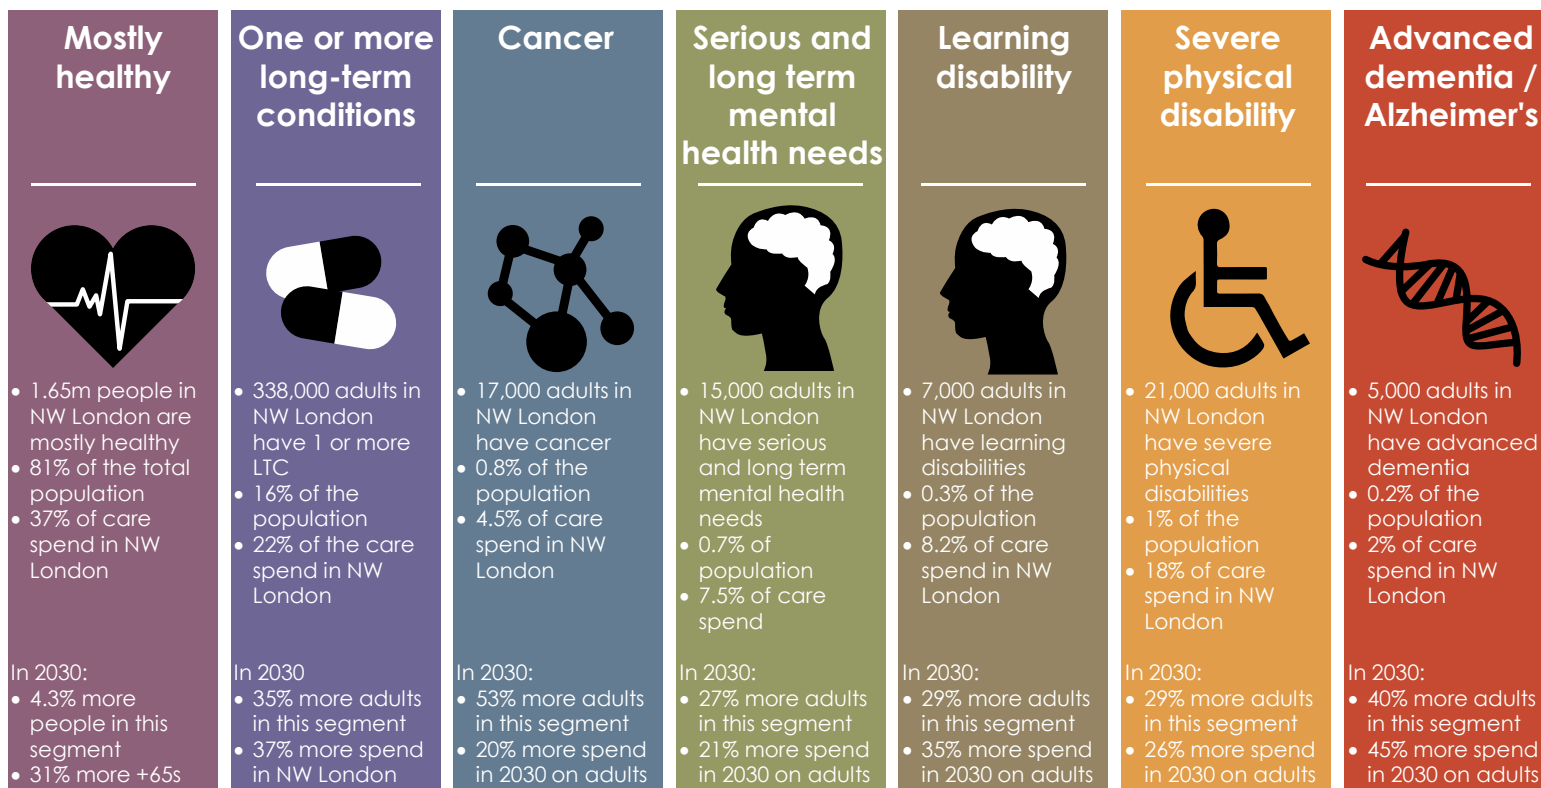 Mostly
healthy
• 1.65m people in
NW London are
mostly healthy
• 81% of the total
population
• 37% of care
spend in NW
London
In 2030:
• 4.3% more
people in this
segment
• 31% more +65s
One or more
long-term
conditions
• 338,000 adults in
NW London
have 1 or more
LTC
• 16% of the
population
• 22% of the care
spend in NW
London
In 2030
• 35% more adults
in this segment
• 37% more spend
in NW London
Cancer
• 17,000 adults in
NW London
have cancer
• 0.8% of the
population
• 4.5% of care
spend in NW
London
In 2030:
• 53% more adults
in this segment
• 20% more spend
in 2030 on adults
Serious and
long term
mental
health needs
• 15,000 adults in
NW London
have serious
and long term
mental health
needs
• 0.7% of
population
• 7.5% of care
spend
In 2030:
• 27% more adults
in this segment
• 21% more spend
in 2030 on adults
Learning
disability
• 7,000 adults in
NW London
have learning
disabilities
• 0.3% of the
population
• 8.2% of care
spend in NW
London
In 2030:
• 29% more adults
in this segment
• 35% more spend
in 2030 on adults
Severe
physical
disability
• 21,000 adults in
NW London
have severe
physical
disabilities
• 1% of the
population
• 18% of care
spend in NW
London
In 2030:
• 29% more adults
in this segment
• 26% more spend
in 2030 on adults
Advanced
dementia /
Alzheimer's
• 5,000 adults in
NW London
have advanced
dementia
• 0.2% of the
population
• 2% of care
spend in NW
London
In 2030:
• 40% more adults
in this segment
• 45% more spend
in 2030 on adults